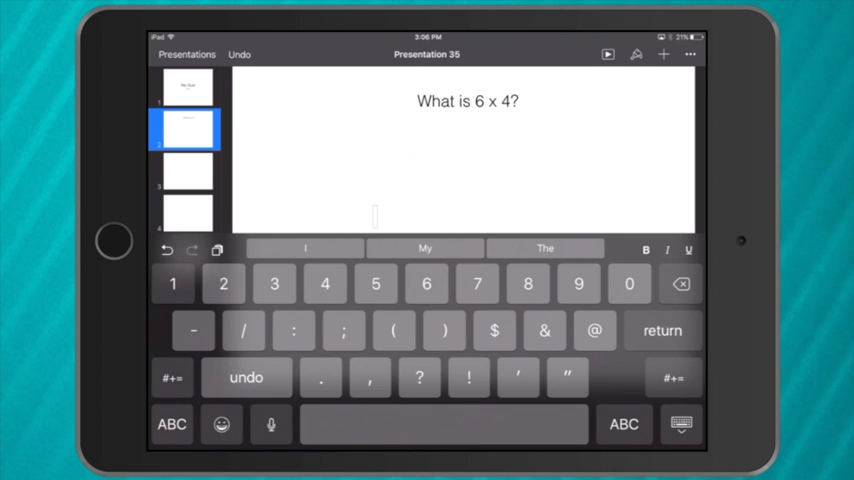 iPad 3:06 PM 21%
Presentations Undo Presentation 35
What is 6 x 4?
1
2
3
4
I My The B I U
1 2 3 4 5 6 7 8 9 0
- / : ; ( ) $ & @ return
#+= undo . , ? ! ' " #+=
ABC ABC